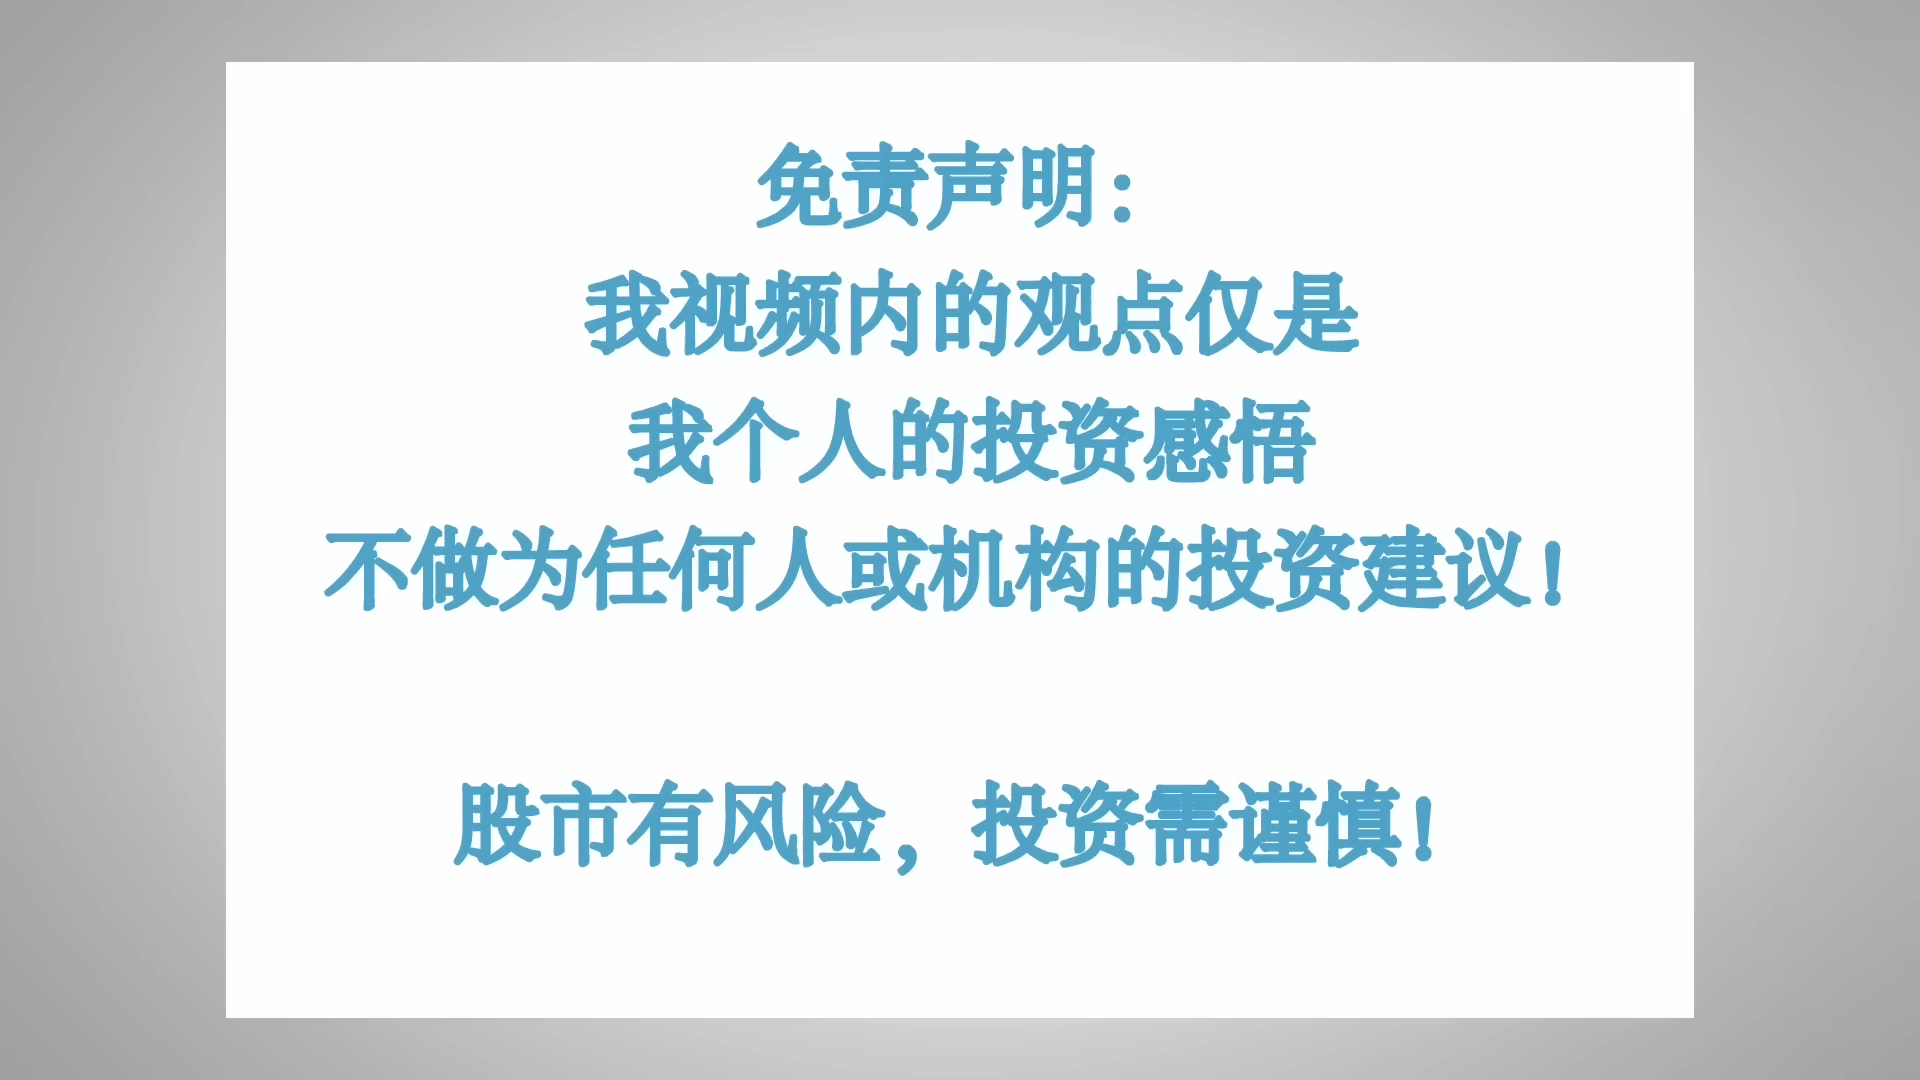 免责声明：
我视频内的观点仅是
我个人的投资感悟
不做为任何人或机构的投资建议！
股市有风险，投资需谨慎！